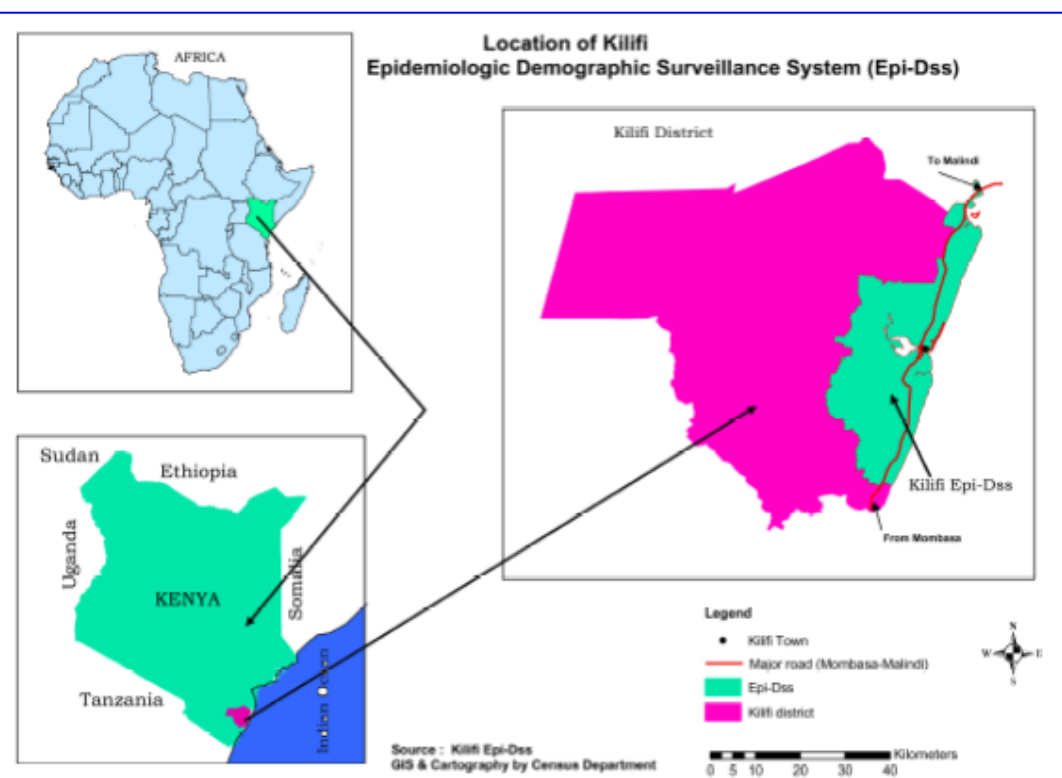 Location of Kilifi
Epidemiologic Demographic Surveillance System (Epi-Dss)
AFRICA
Kilifi District
To Malindi
Kilifi Epi-Dss
From Mombasa
Sudan
Ethiopia
Uganda
Somalia
KENYA
Tanzania
Indian Ocean
Legend
Kilifi Town
Major road (Mombasa-Malindi)
Epi-Dss
Kilifi district
N
W E
S
Source : Kilifi Epi-Dss
GIS & Cartography by Census Department
Kilometers
0 5 10 20 30 40